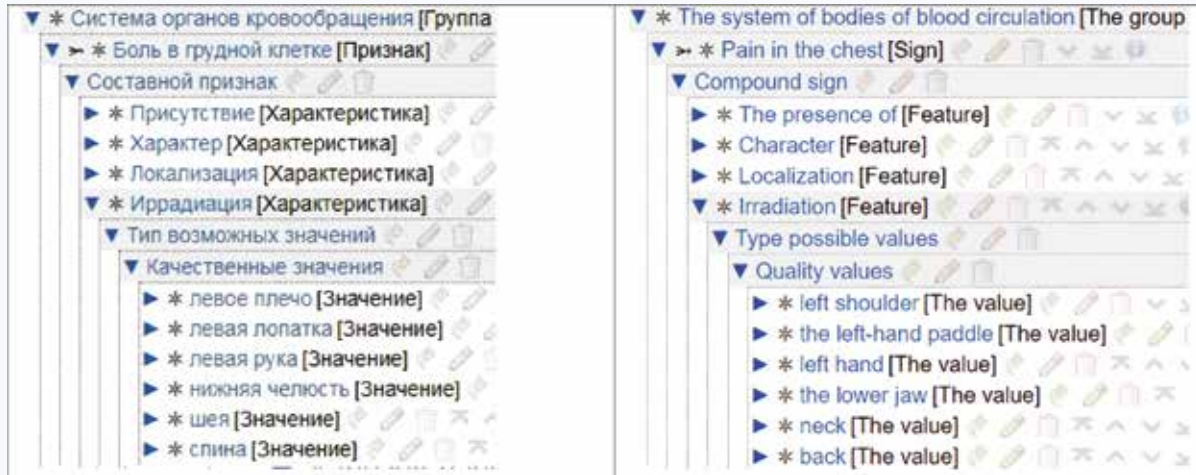 Система органов кровообращения [Группа
Боль в грудной клетке [Признак]
Составной признак
Присутствие [Характеристика]
Характер [Характеристика]
Локализация [Характеристика]
Иррадиация [Характеристика]
Тип возможных значений
Качественные значения
левое плечо [Значение]
левая лопатка [Значение]
левая рука [Значение]
нижняя челюсть [Значение]
шея [Значение]
спина [Значение]
The system of bodies of blood circulation [The group
Pain in the chest [Sign]
Compound sign
The presence of [Feature]
Character [Feature]
Localization [Feature]
Irradiation [Feature]
Type possible values
Quality values
left shoulder [The value]
the left-hand paddle [The value]
left hand [The value]
the lower jaw [The value]
neck [The value]
back [The value]